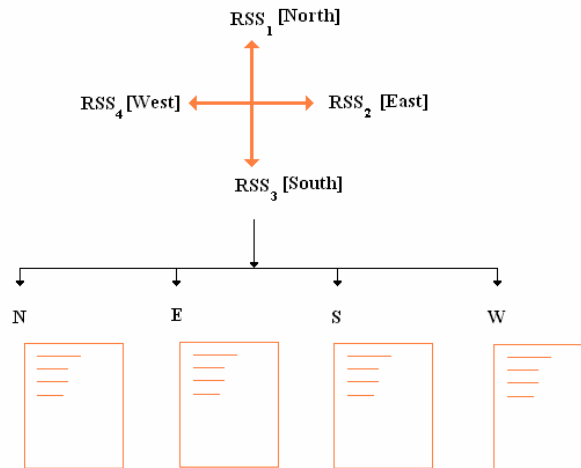 RSS1 [North]
RSS4 [West] RSS2 [East]
RSS3 [South]
N E S W